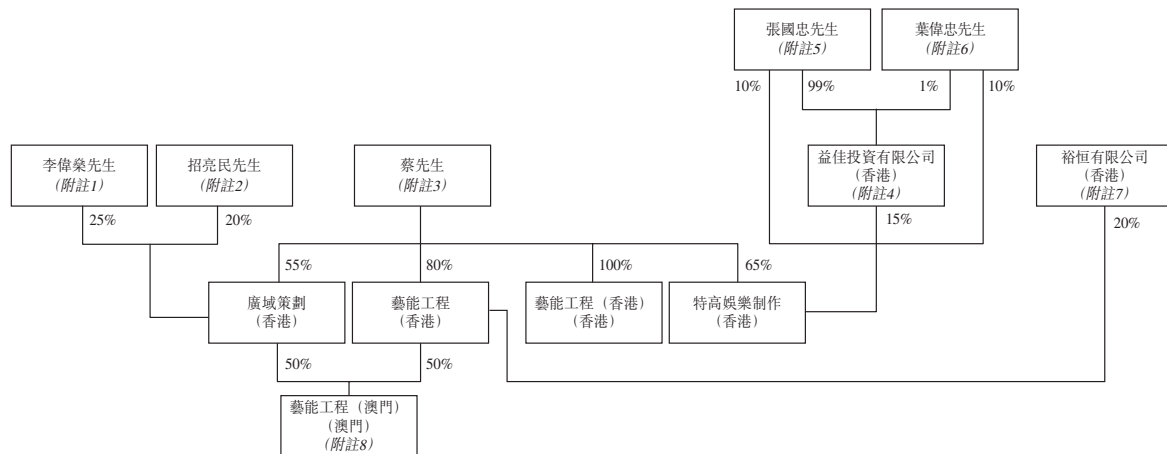 張國忠先生
(附註5)
葉偉忠先生
(附註6)
10%
99%
1%
10%
李偉燊先生
(附註1)
招亮民先生
(附註2)
蔡先生
(附註3)
益佳投資有限公司
(香港)
(附註4)
裕恒有限公司
(香港)
(附註7)
25%
20%
15%
20%
55%
80%
100%
65%
廣域策劃
(香港)
藝能工程
(香港)
藝能工程（香港）
(香港)
特高娛樂制作
(香港)
50%
50%
藝能工程（澳門）
(澳門)
(附註8)